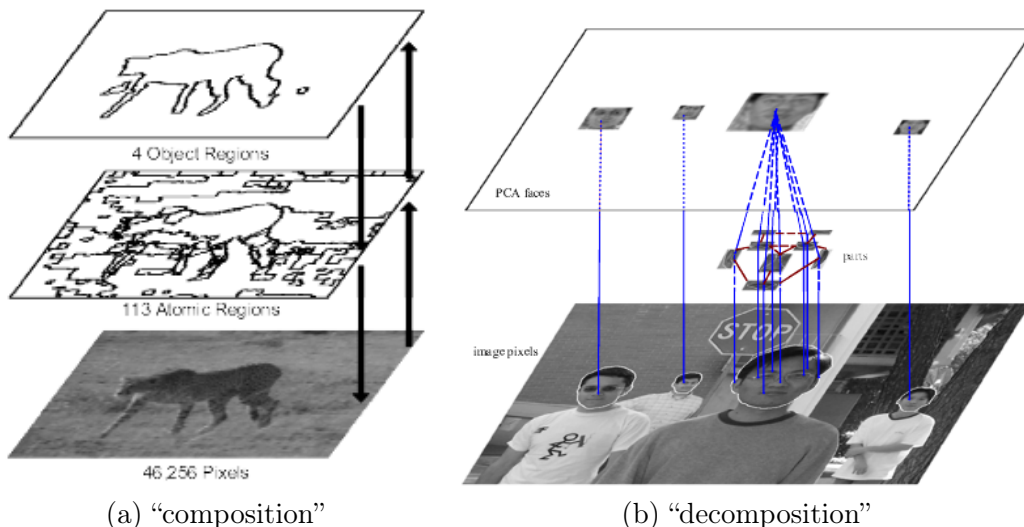 4 Object Regions
113 Atomic Regions
46,256 Pixels
(a) “composition”
PCA faces
parts
image pixels
STOP
(b) “decomposition”